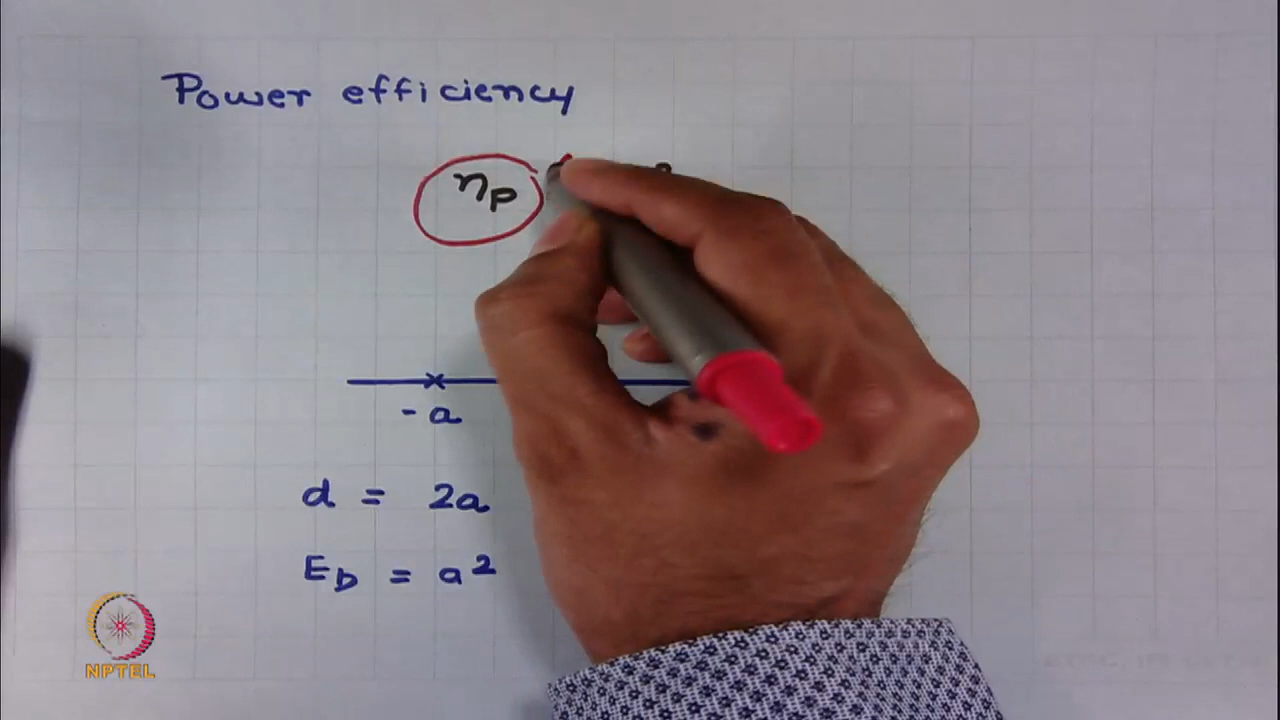 Power efficiency
ηp
-a
d = 2a
Eb = a²
NPTEL